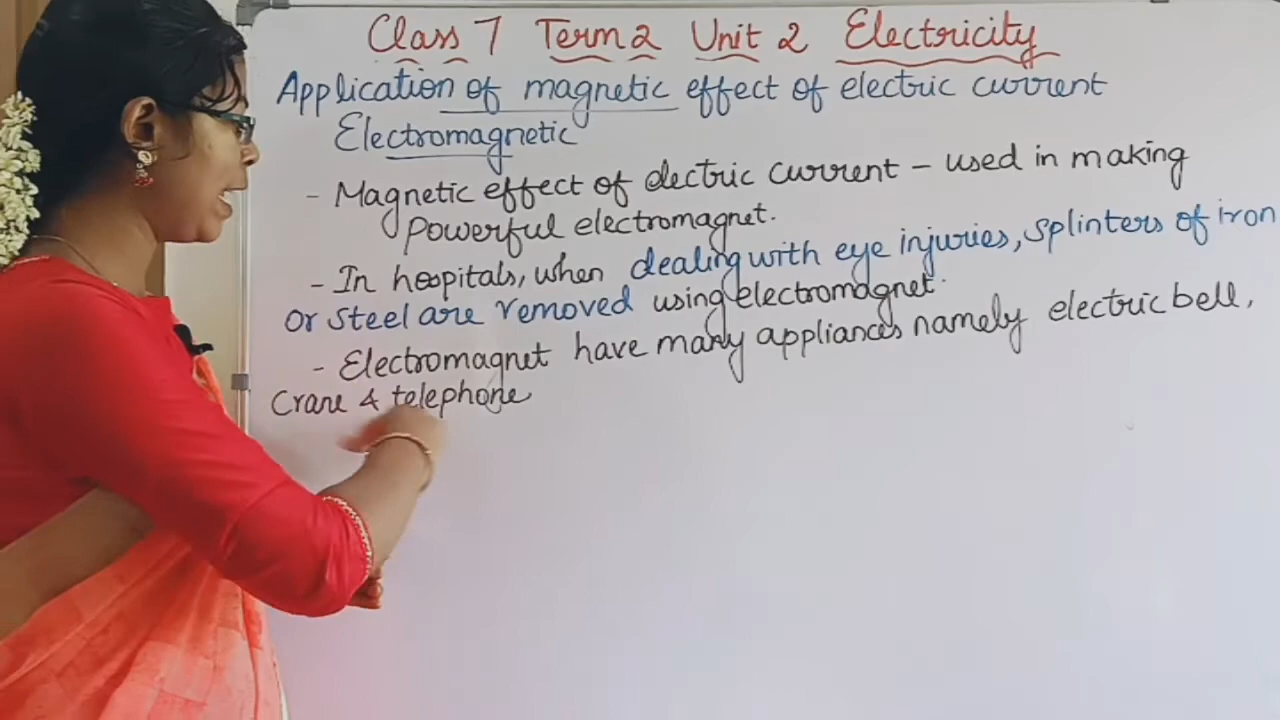 Class 7 Term 2 Unit 2 Electricity
Application of magnetic effect of electric current
Electromagnetic
- Magnetic effect of electric current - used in making
powerful electromagnet.
- In hospitals, when dealing with eye injuries, splinters of iron
or steel are removed using electromagnet.
- Electromagnet have many appliances namely electric bell,
Crane & telephone